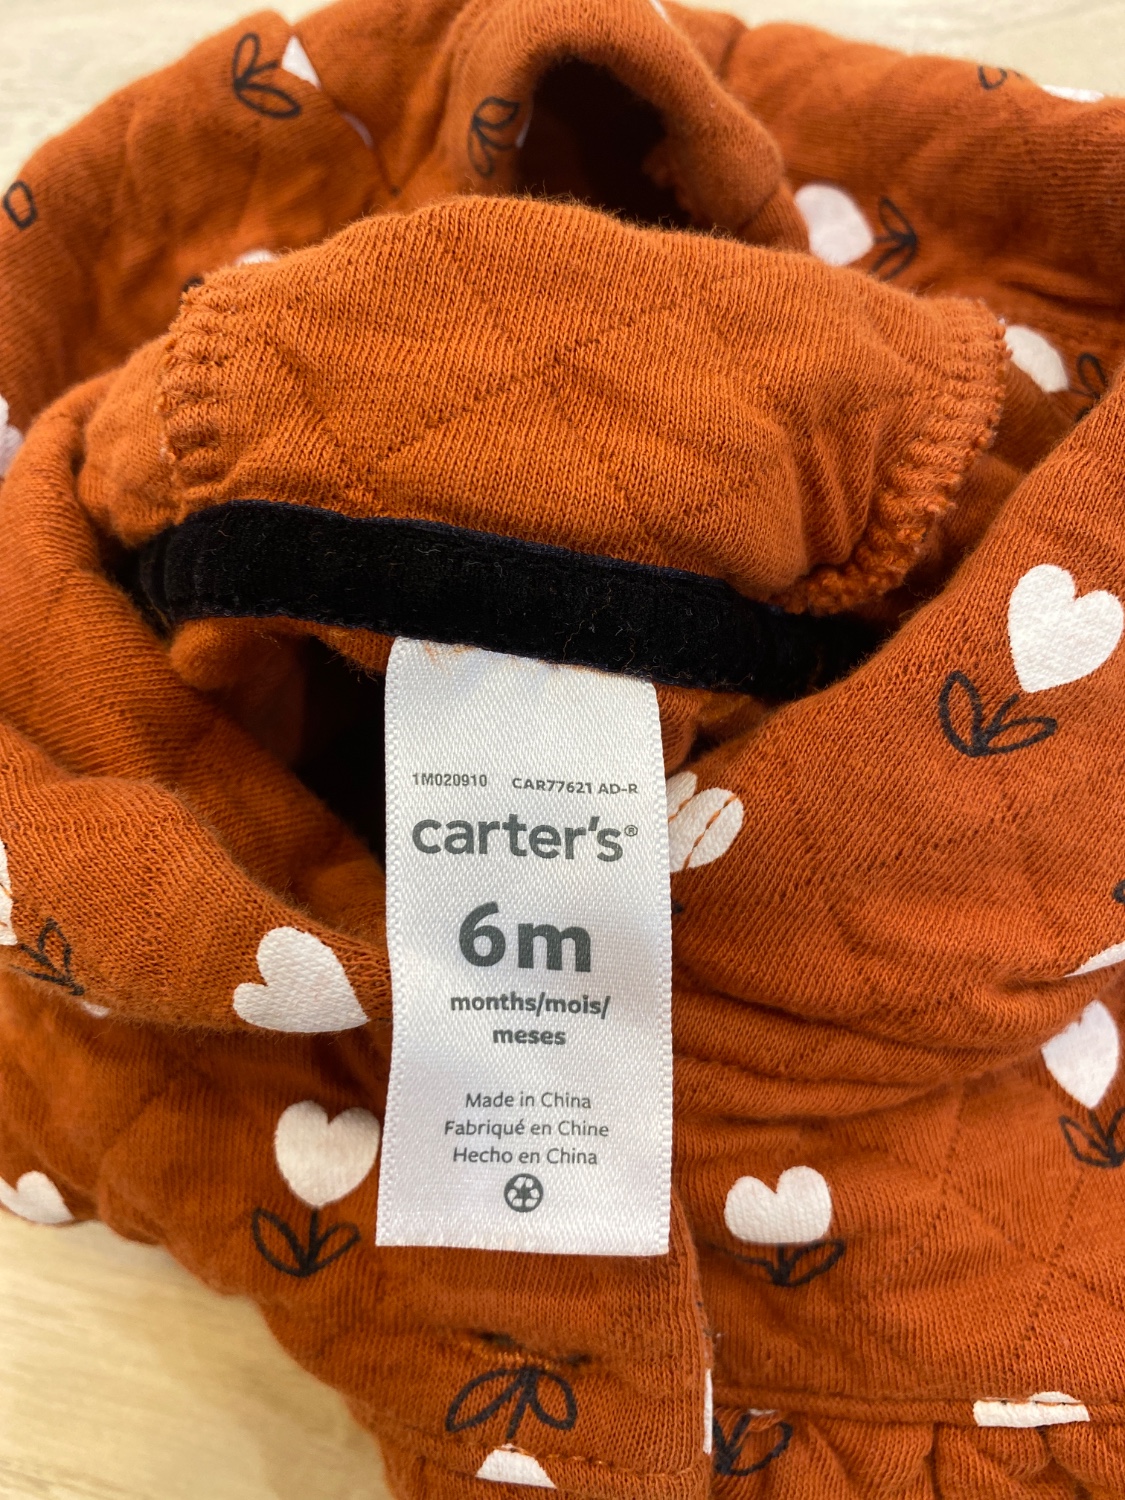 1M020910 CAR77621 AD-R
carter's®
6m
months/mois/
meses
Made in China
Fabriqué en Chine
Hecho en China